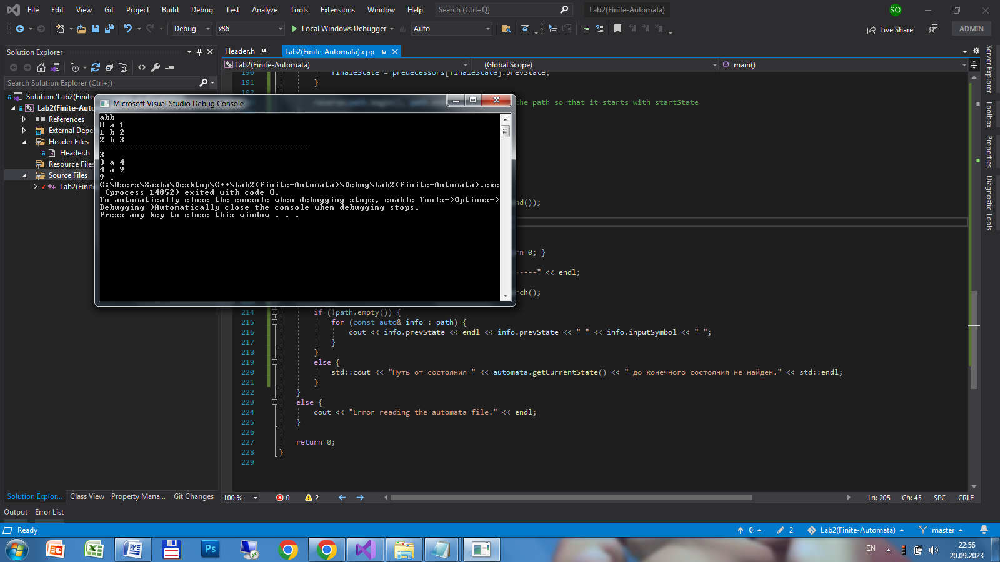 File Edit View Git Project Build Debug Test Analyze Tools Extensions Window Help Search (Ctrl+Q) Lab2(Finite-Automata) SO
Debug x86 Local Windows Debugger Auto Live Share ADMIN
Solution Explorer
Search Solution Explorer (Ctrl+;)
Solution 'Lab2(Finite
Lab2(Finite-Auto
References
External Depe
Header Files
Header.h
Resource Files
Source Files
Lab2(Finit
Solution Explor... Class View Property Mana... Git Changes
Header.h Lab2(Finite-Automata).cpp
Lab2(Finite-Automata) (Global Scope) main()
190 finaleState = predecessors[finaleState].prevState;
191 }
192
the path so that it starts with startState
nd());
rn 0; }
-----" << endl;
rch();
214 if (!path.empty()) {
215 for (const auto& info : path) {
216 cout << info.prevState << endl << info.prevState << " " << info.inputSymbol << " ";
217 }
218 }
219 else {
220 std::cout << "Путь от состояния " << automata.getCurrentState() << " до конечного состояния не найден." << std::endl;
221 }
222 }
223 else {
224 cout << "Error reading the automata file." << endl;
225 }
226
227 return 0;
228 }
229
Microsoft Visual Studio Debug Console
abb
0 a 1
1 b 2
2 b 3
------------------------------------------
3
3 a 4
4 a 9
9 .
C:\Users\Sasha\Desktop\C++\Lab2(Finite-Automata)\Debug\Lab2(Finite-Automata).exe
(process 14852) exited with code 0.
To automatically close the console when debugging stops, enable Tools->Options->
Debugging->Automatically close the console when debugging stops.
Press any key to close this window . . .
Server Explorer
Toolbox
Properties
Diagnostic Tools
100 % 0 2 Ln: 205 Ch: 45 SPC CRLF
Output Error List
Ready 0 2 Lab2(Finite-Automata) master
Ps
EN 22:56
20.09.2023